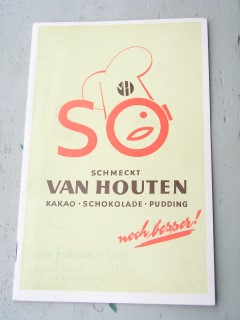 SO
SCHMECKT
VAN HOUTEN
KAKAO · SCHOKOLADE · PUDDING
noch besser!